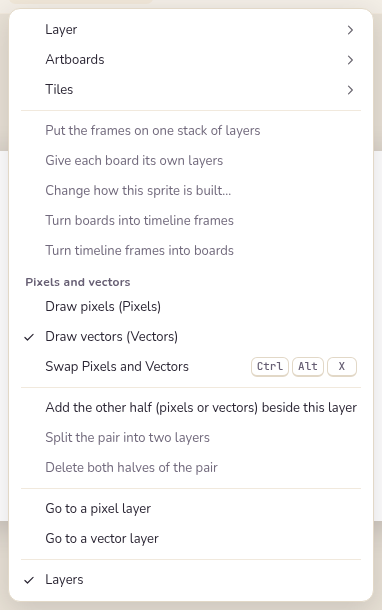 Layer
Artboards
Tiles
Put the frames on one stack of layers
Give each board its own layers
Change how this sprite is built...
Turn boards into timeline frames
Turn timeline frames into boards
Pixels and vectors
Draw pixels (Pixels)
Draw vectors (Vectors)
Swap Pixels and Vectors Ctrl Alt X
Add the other half (pixels or vectors) beside this layer
Split the pair into two layers
Delete both halves of the pair
Go to a pixel layer
Go to a vector layer
Layers